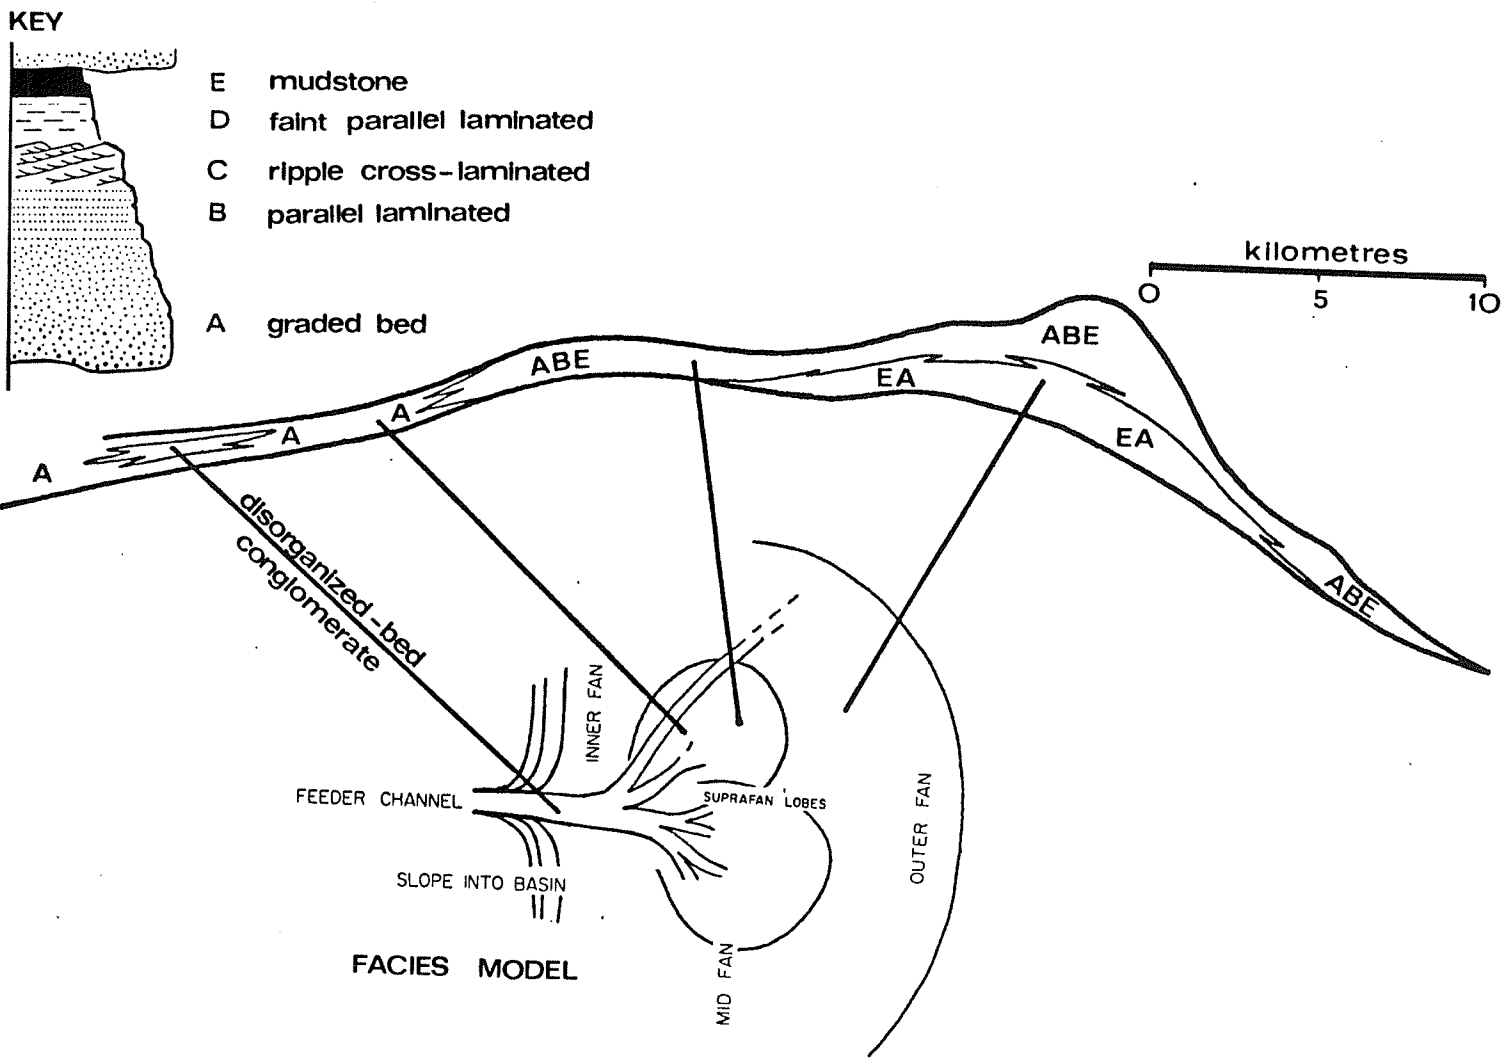 KEY
E mudstone
D faint parallel laminated
C ripple cross-laminated
B parallel laminated
A graded bed
kilometres
0 5 10
ABE
ABE
EA
A
A
EA
A
disorganized-bed
conglomerate
ABE
INNER FAN
FEEDER CHANNEL
SUPRAFAN LOBES
OUTER FAN
SLOPE INTO BASIN
MID FAN
FACIES MODEL